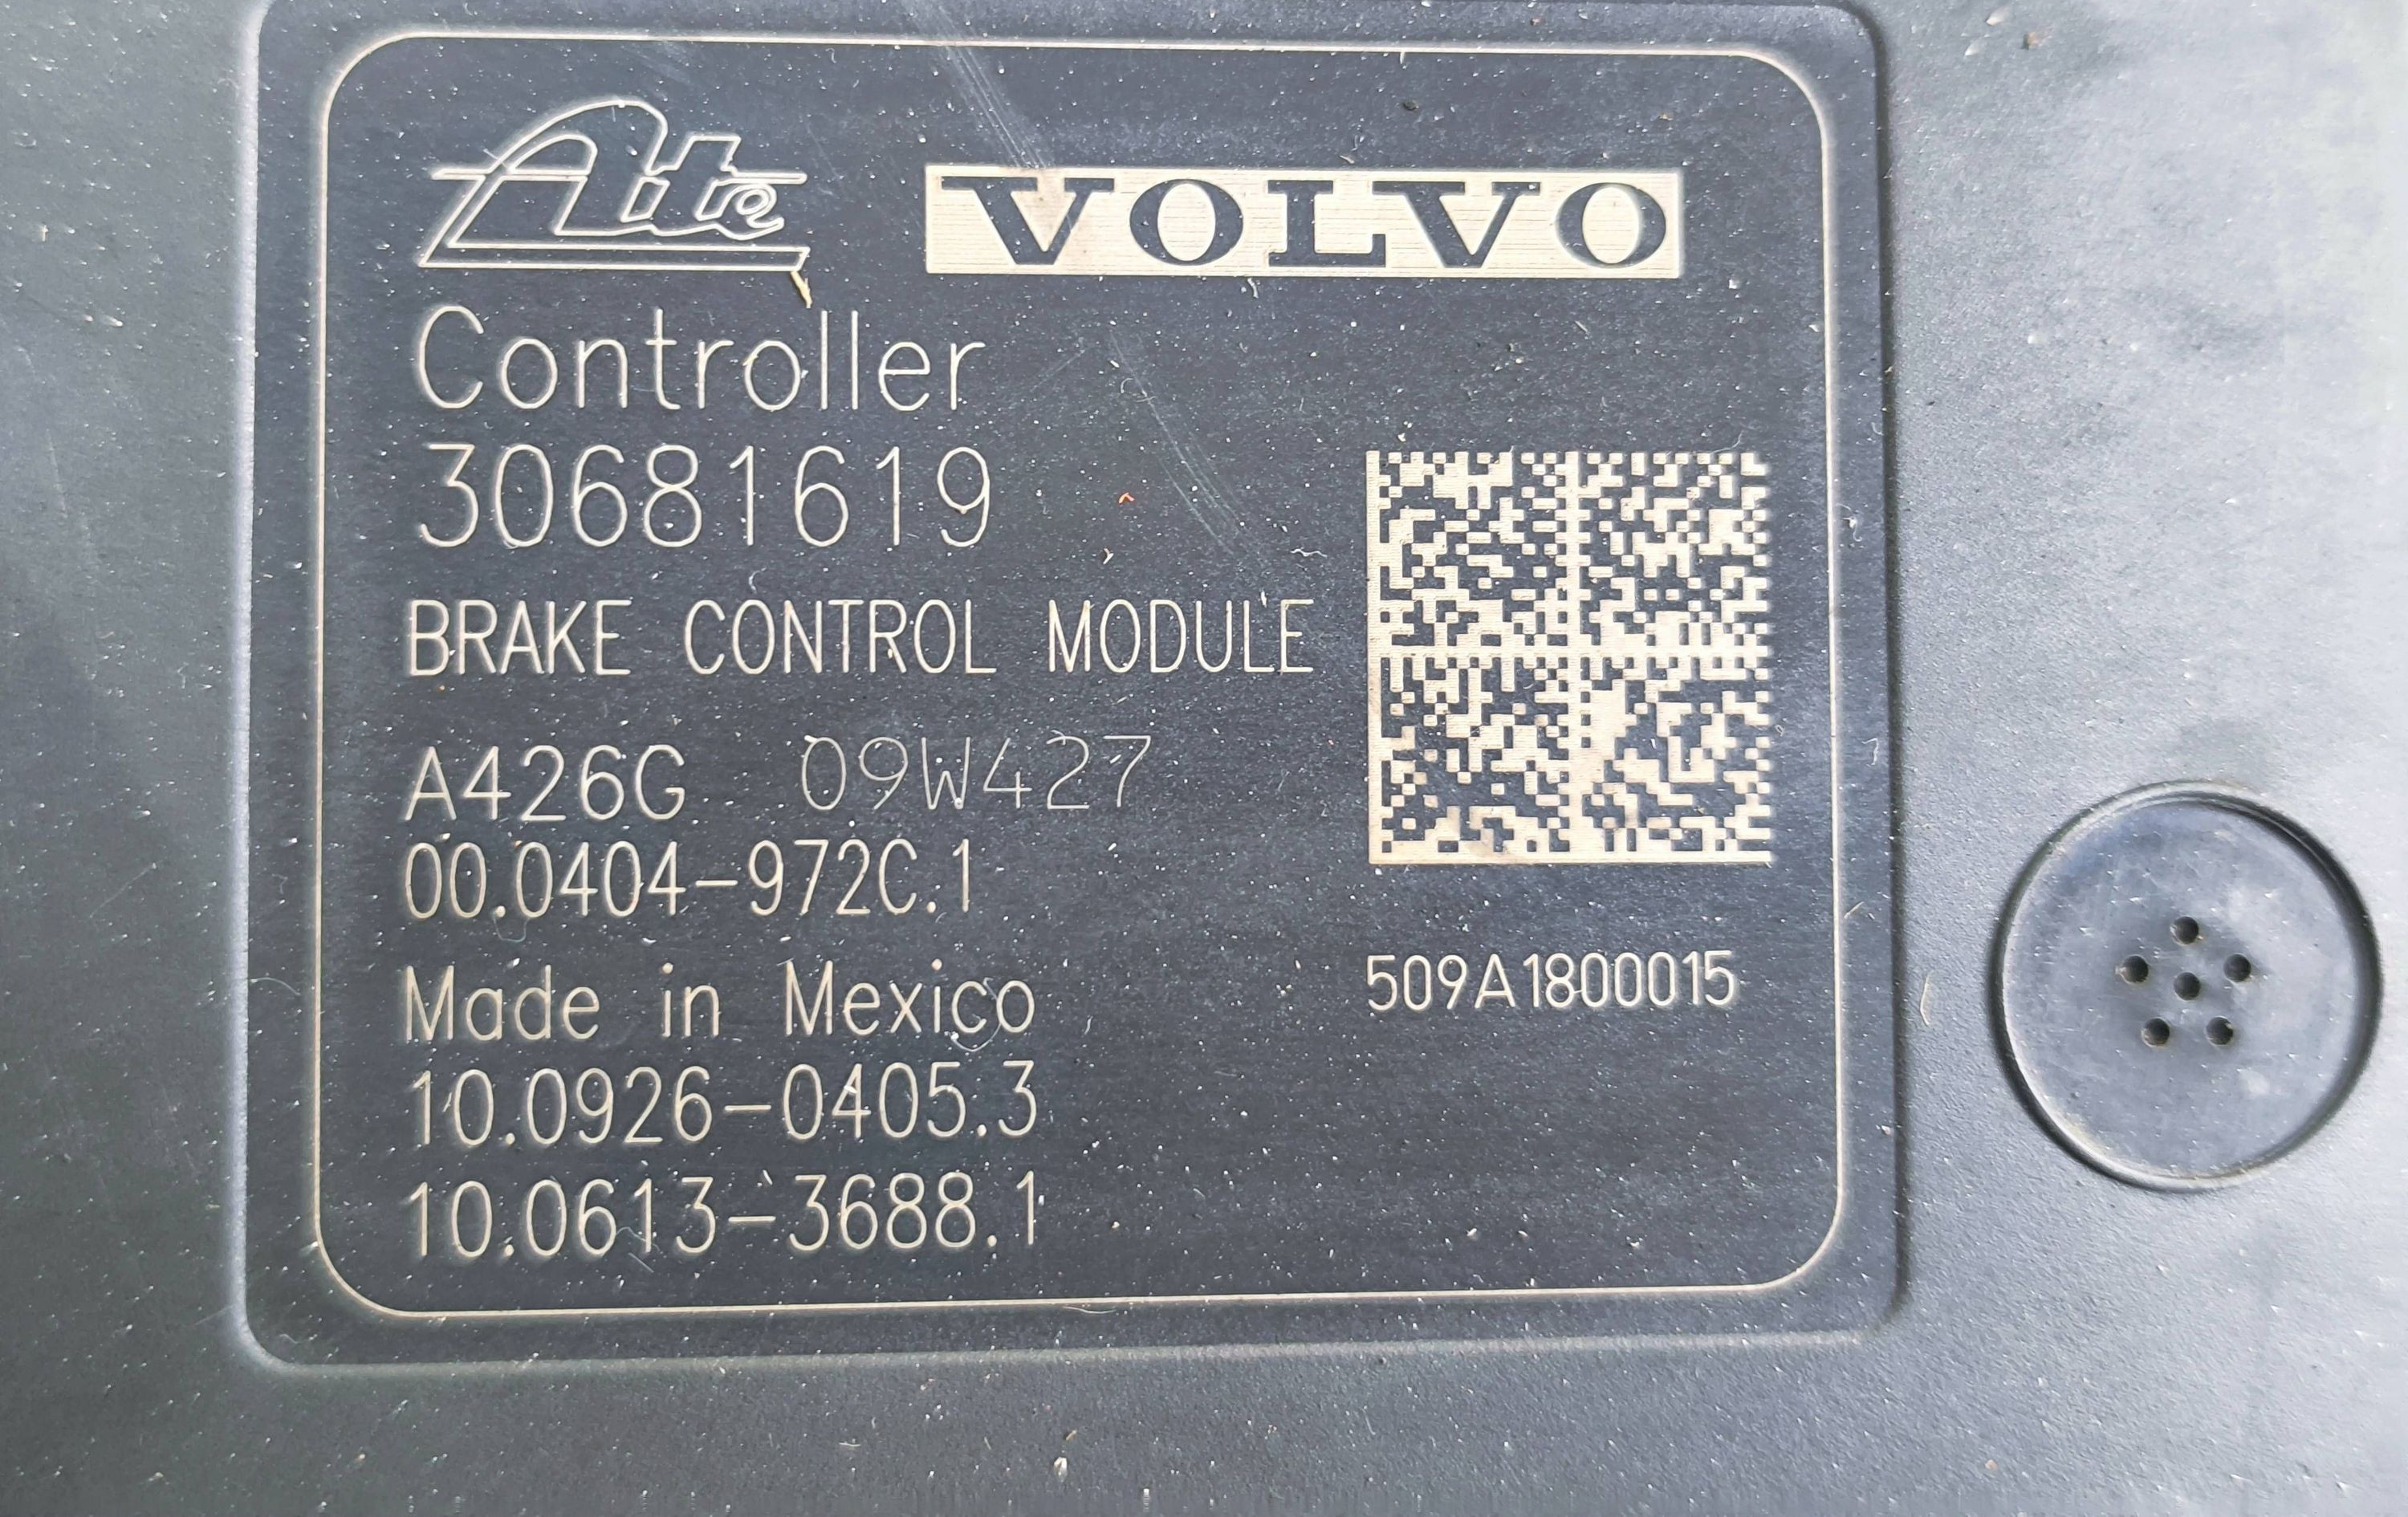 Ate VOLVO
Controller
30681619
BRAKE CONTROL MODULE
A426G 09W427
00.0404-972C.1
Made in Mexico
509A1800015
10.0926-0405.3
10.0613-3688.1